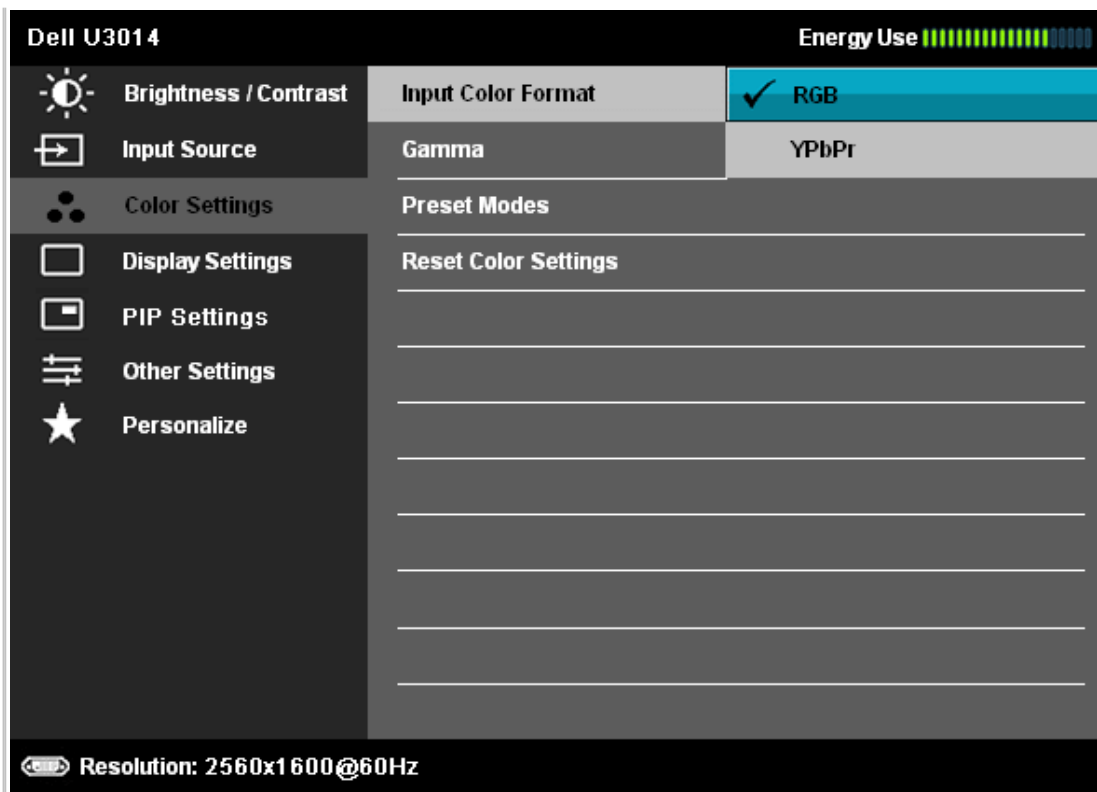 Dell U3014 Energy Use
Brightness / Contrast Input Color Format RGB
Input Source Gamma YPbPr
Color Settings Preset Modes
Display Settings Reset Color Settings
PIP Settings
Other Settings
Personalize
Resolution: 2560x1600@60Hz